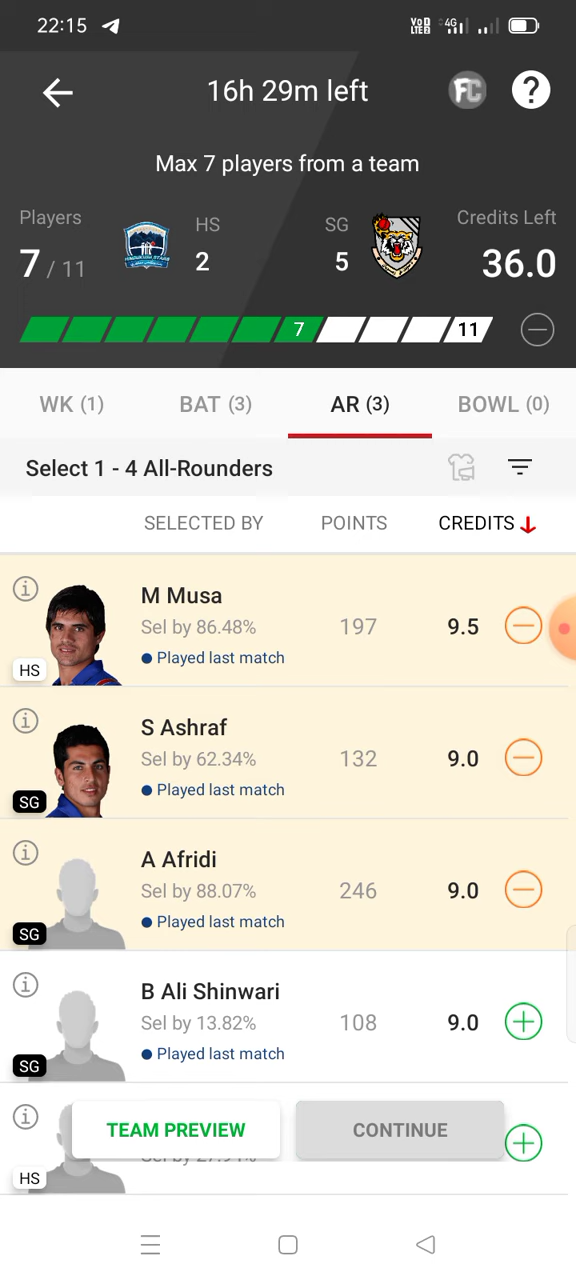 22:15
VoD LTE2 4G
16h 29m left
FC
?
Max 7 players from a team
Players
HS
SG
Credits Left
7 / 11
2
5
36.0
7
11
WK (1)
BAT (3)
AR (3)
BOWL (0)
Select 1 - 4 All-Rounders
SELECTED BY
POINTS
CREDITS
M Musa
Sel by 86.48%
197
9.5
Played last match
HS
S Ashraf
Sel by 62.34%
132
9.0
Played last match
SG
A Afridi
Sel by 88.07%
246
9.0
Played last match
SG
B Ali Shinwari
Sel by 13.82%
108
9.0
Played last match
SG
TEAM PREVIEW
CONTINUE
HS